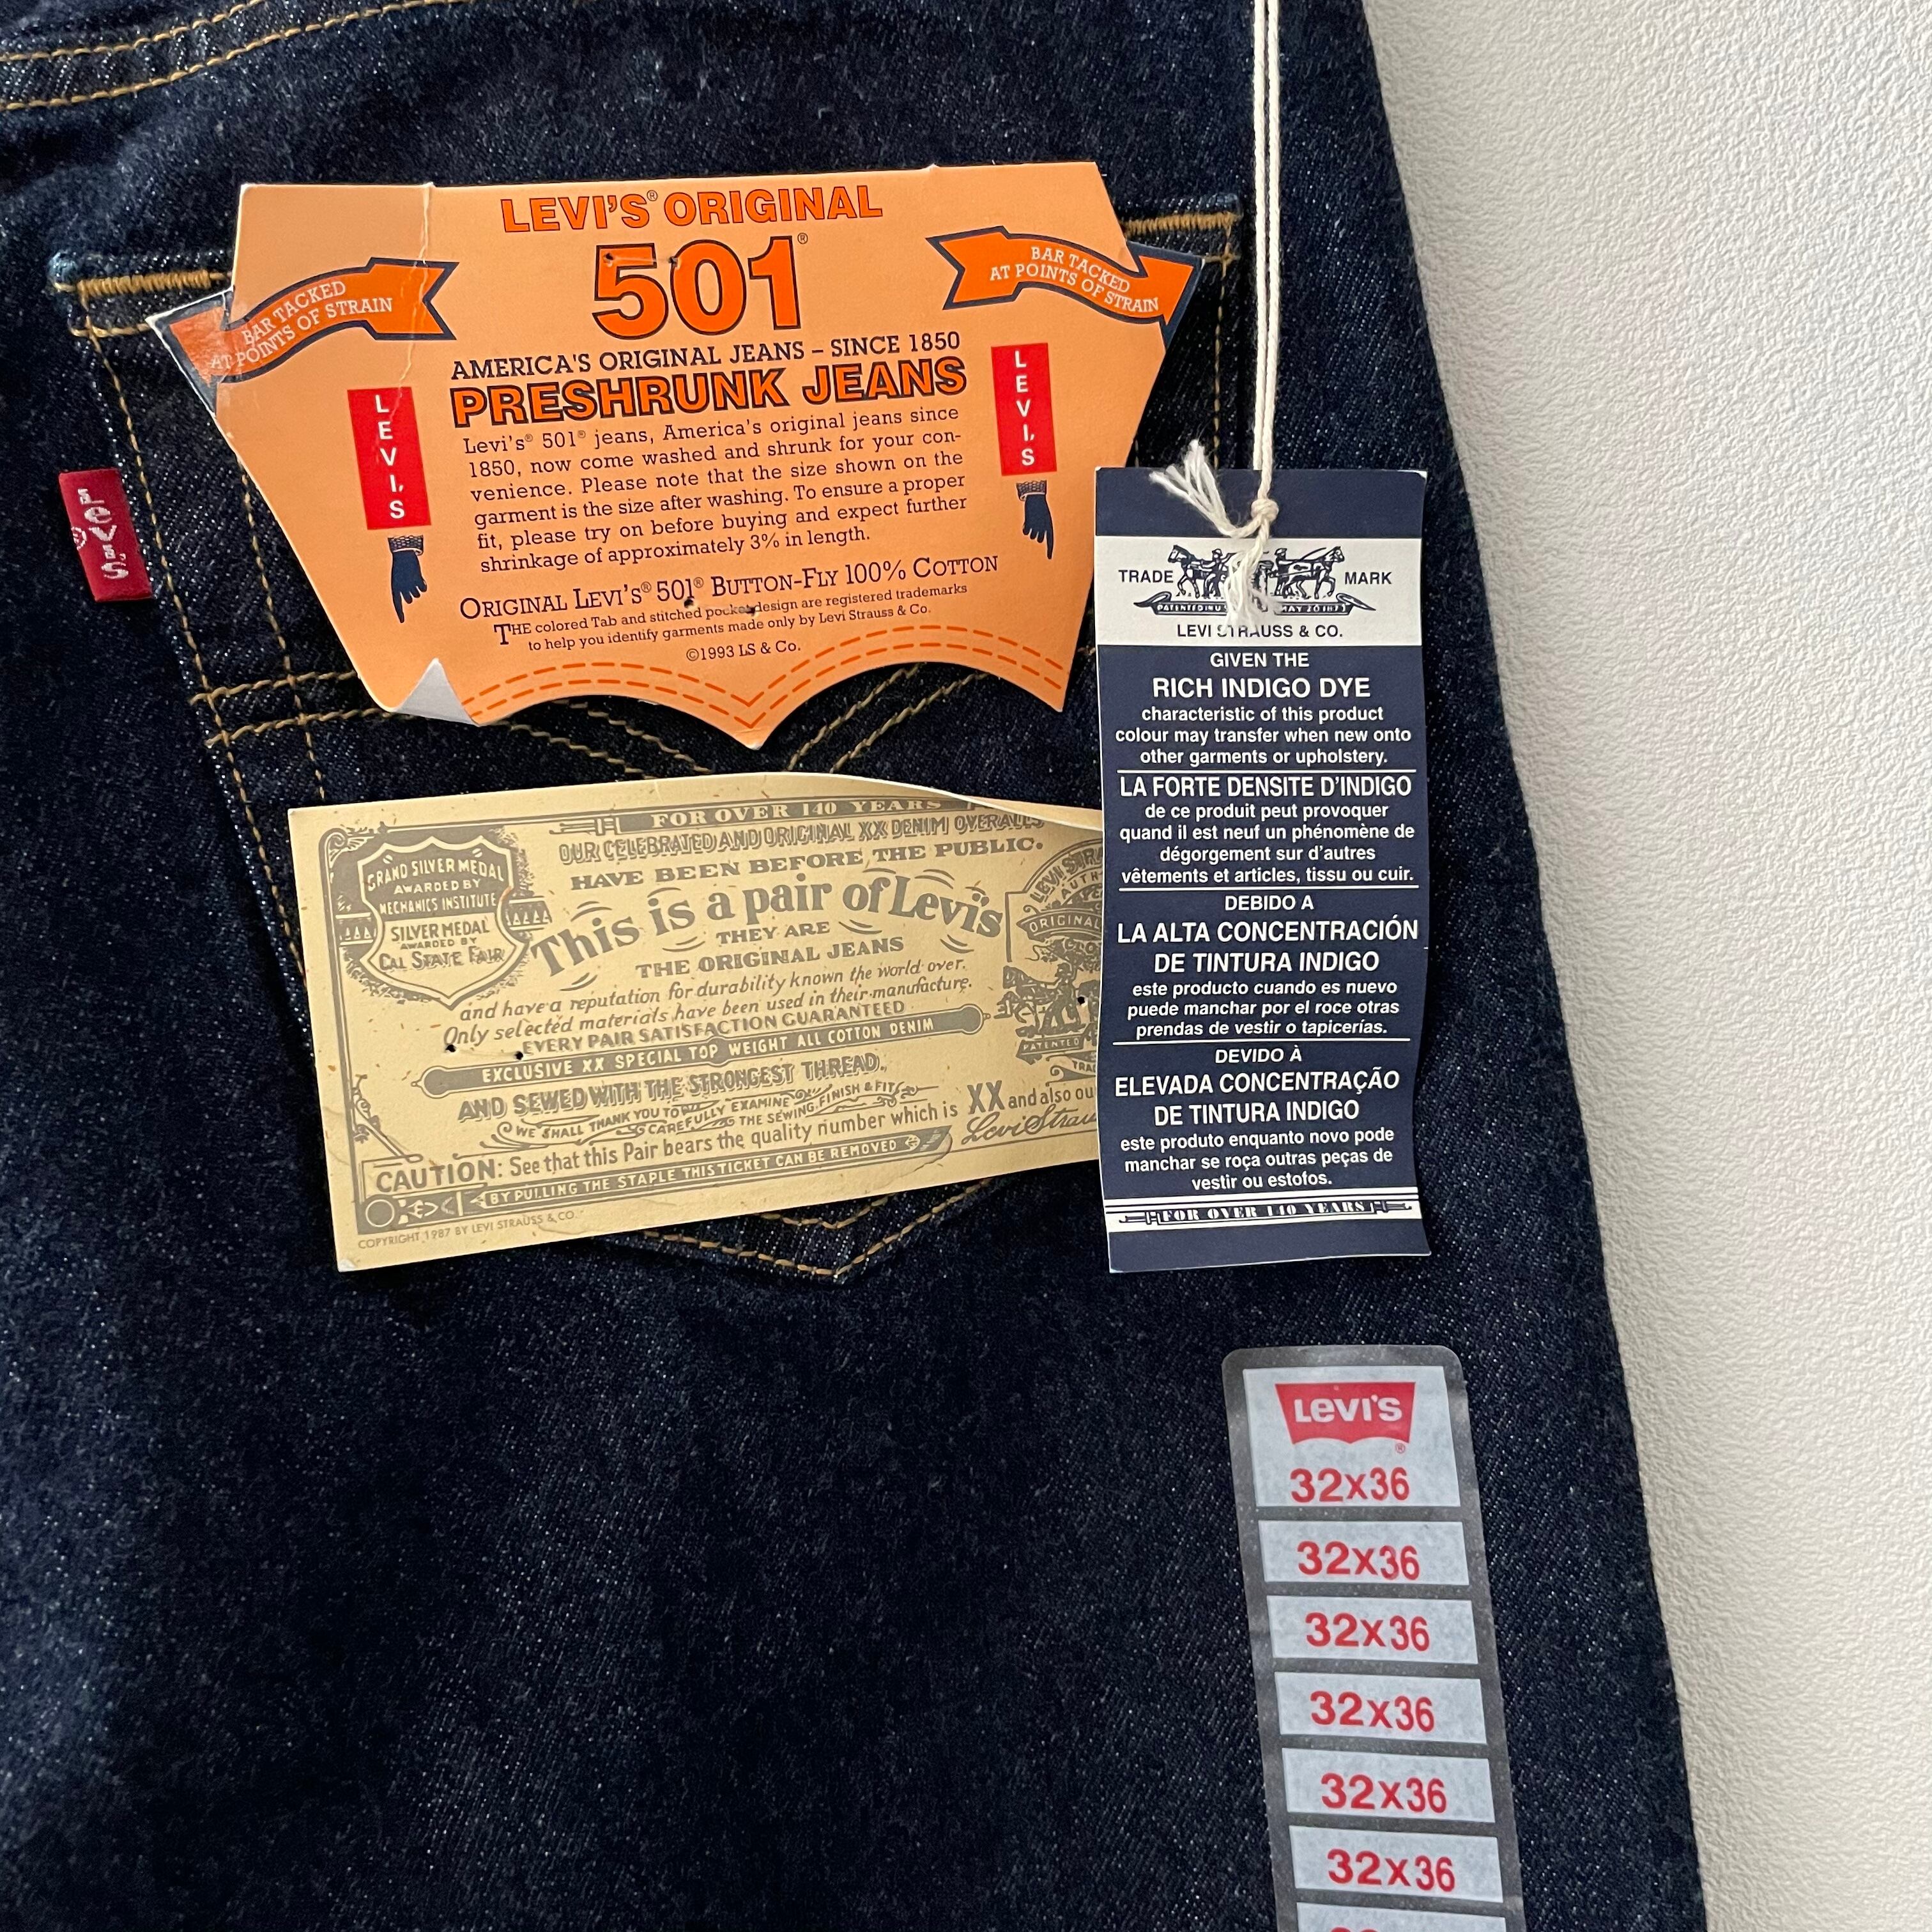 LEVI'S® ORIGINAL
501®
BAR TACKED
AT POINTS OF STRAIN
BAR TACKED
AT POINTS OF STRAIN
AMERICA'S ORIGINAL JEANS – SINCE 1850
PRESHRUNK JEANS
LEVI'S
LEVI'S
Levi's® 501® jeans, America's original jeans since
1850, now come washed and shrunk for your con-
venience. Please note that the size shown on the
garment is the size after washing. To ensure a proper
fit, please try on before buying and expect further
shrinkage of approximately 3% in length.
ORIGINAL LEVI'S® 501® BUTTON-FLY 100% COTTON
THE colored Tab and stitched pocket design are registered trademarks
to help you identify garments made only by Levi Strauss & Co.
©1993 LS & Co.
LEVI'S
®
FOR OVER 140 YEARS
OUR CELEBRATED AND ORIGINAL XX DENIM OVERALLS
HAVE BEEN BEFORE THE PUBLIC.
This is a pair of Levi's
THEY ARE
THE ORIGINAL JEANS
and have a reputation for durability known the world over.
Only selected materials have been used in their manufacture.
EVERY PAIR SATISFACTION GUARANTEED
EXCLUSIVE XX SPECIAL TOP WEIGHT ALL COTTON DENIM
AND SEWED WITH THE STRONGEST THREAD.
WE SHALL THANK YOU TO CAREFULLY EXAMINE THE SEWING, FINISH & FIT
CAUTION: See that this Pair bears the quality number which is XX and also our
Levi Strau
BY PULLING THE STAPLE THIS TICKET CAN BE REMOVED
COPYRIGHT 1987 BY LEVI STRAUSS & CO.
GRAND SILVER MEDAL
AWARDED BY
MECHANICS INSTITUTE
SILVER MEDAL
AWARDED BY
CAL STATE FAIR
LEVI STRA
ORIGINAL
PATENTED
TRADE MARK
PATENTED IN U MAY 20 1873
LEVI STRAUSS & CO.
GIVEN THE
RICH INDIGO DYE
characteristic of this product
colour may transfer when new onto
other garments or upholstery.
LA FORTE DENSITE D'INDIGO
de ce produit peut provoquer
quand il est neuf un phénomène de
dégorgement sur d'autres
vêtements et articles, tissu ou cuir.
DEBIDO A
LA ALTA CONCENTRACIÓN
DE TINTURA INDIGO
este producto cuando es nuevo
puede manchar por el roce otras
prendas de vestir o tapicerías.
DEVIDO À
ELEVADA CONCENTRAÇÃO
DE TINTURA INDIGO
este produto enquanto novo pode
manchar se roça outras peças de
vestir ou estofos.
FOR OVER 140 YEARS
LEVI'S
®
32x36
32x36
32x36
32x36
32x36
32x36